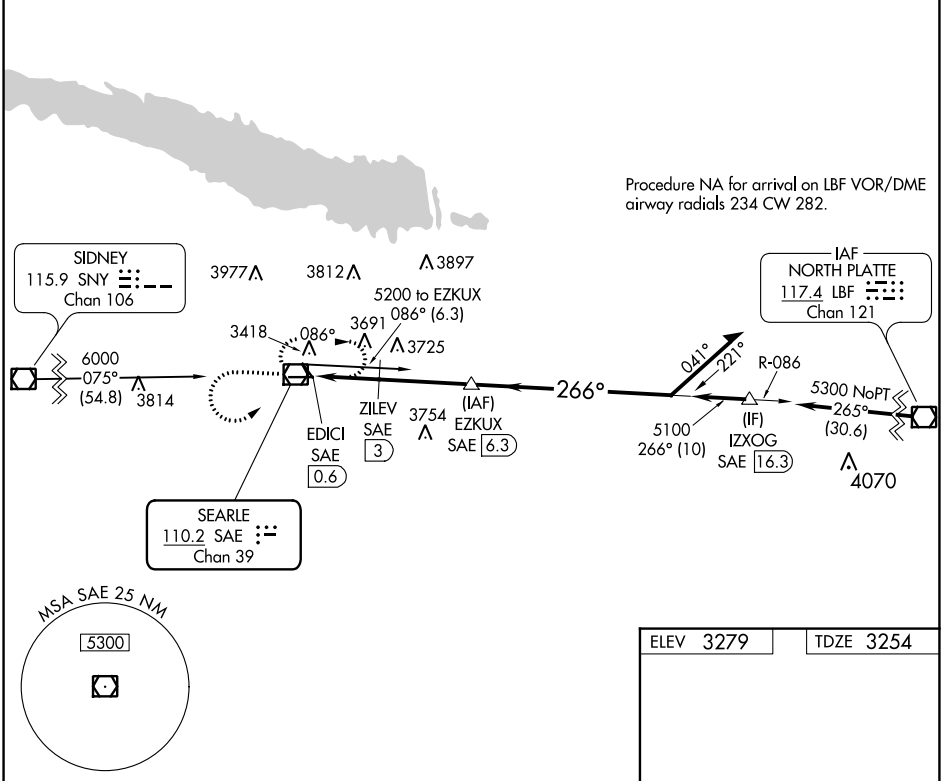 Procedure NA for arrival on LBF VOR/DME
airway radials 234 CW 282.
SIDNEY
115.9 SNY
Chan 106
3977
3812
3897
IAF
NORTH PLATTE
117.4 LBF
Chan 121
5200 to EZKUX
086° (6.3)
3418
086°
3691
3725
6000
075°
(54.8)
3814
041°
221°
R-086
5300 NoPT
265°
(30.6)
266°
EDICI
SAE
0.6
ZILEV
SAE
3
3754
(IAF)
EZKUX
SAE 6.3
5100
266° (10)
(IF)
IZXOG
SAE 16.3
4070
SEARLE
110.2 SAE
Chan 39
MSA SAE 25 NM
5300
ELEV 3279
TDZE 3254